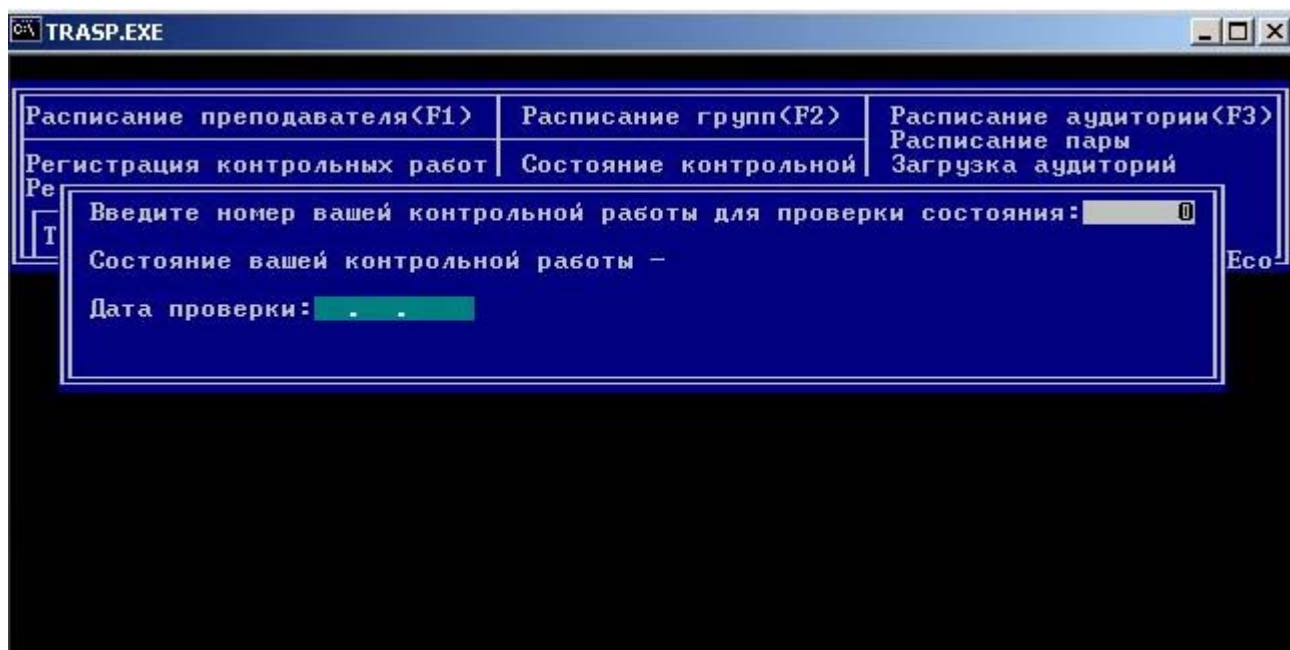 TRASP.EXE
Расписание преподавателя(F1) Расписание групп(F2) Расписание аудитории(F3)
Расписание пары
Регистрация контрольных работ Состояние контрольной Загрузка аудиторий
Ре
Введите номер вашей контрольной работы для проверки состояния: 0
Т
Состояние вашей контрольной работы - Eco
Дата проверки: . .